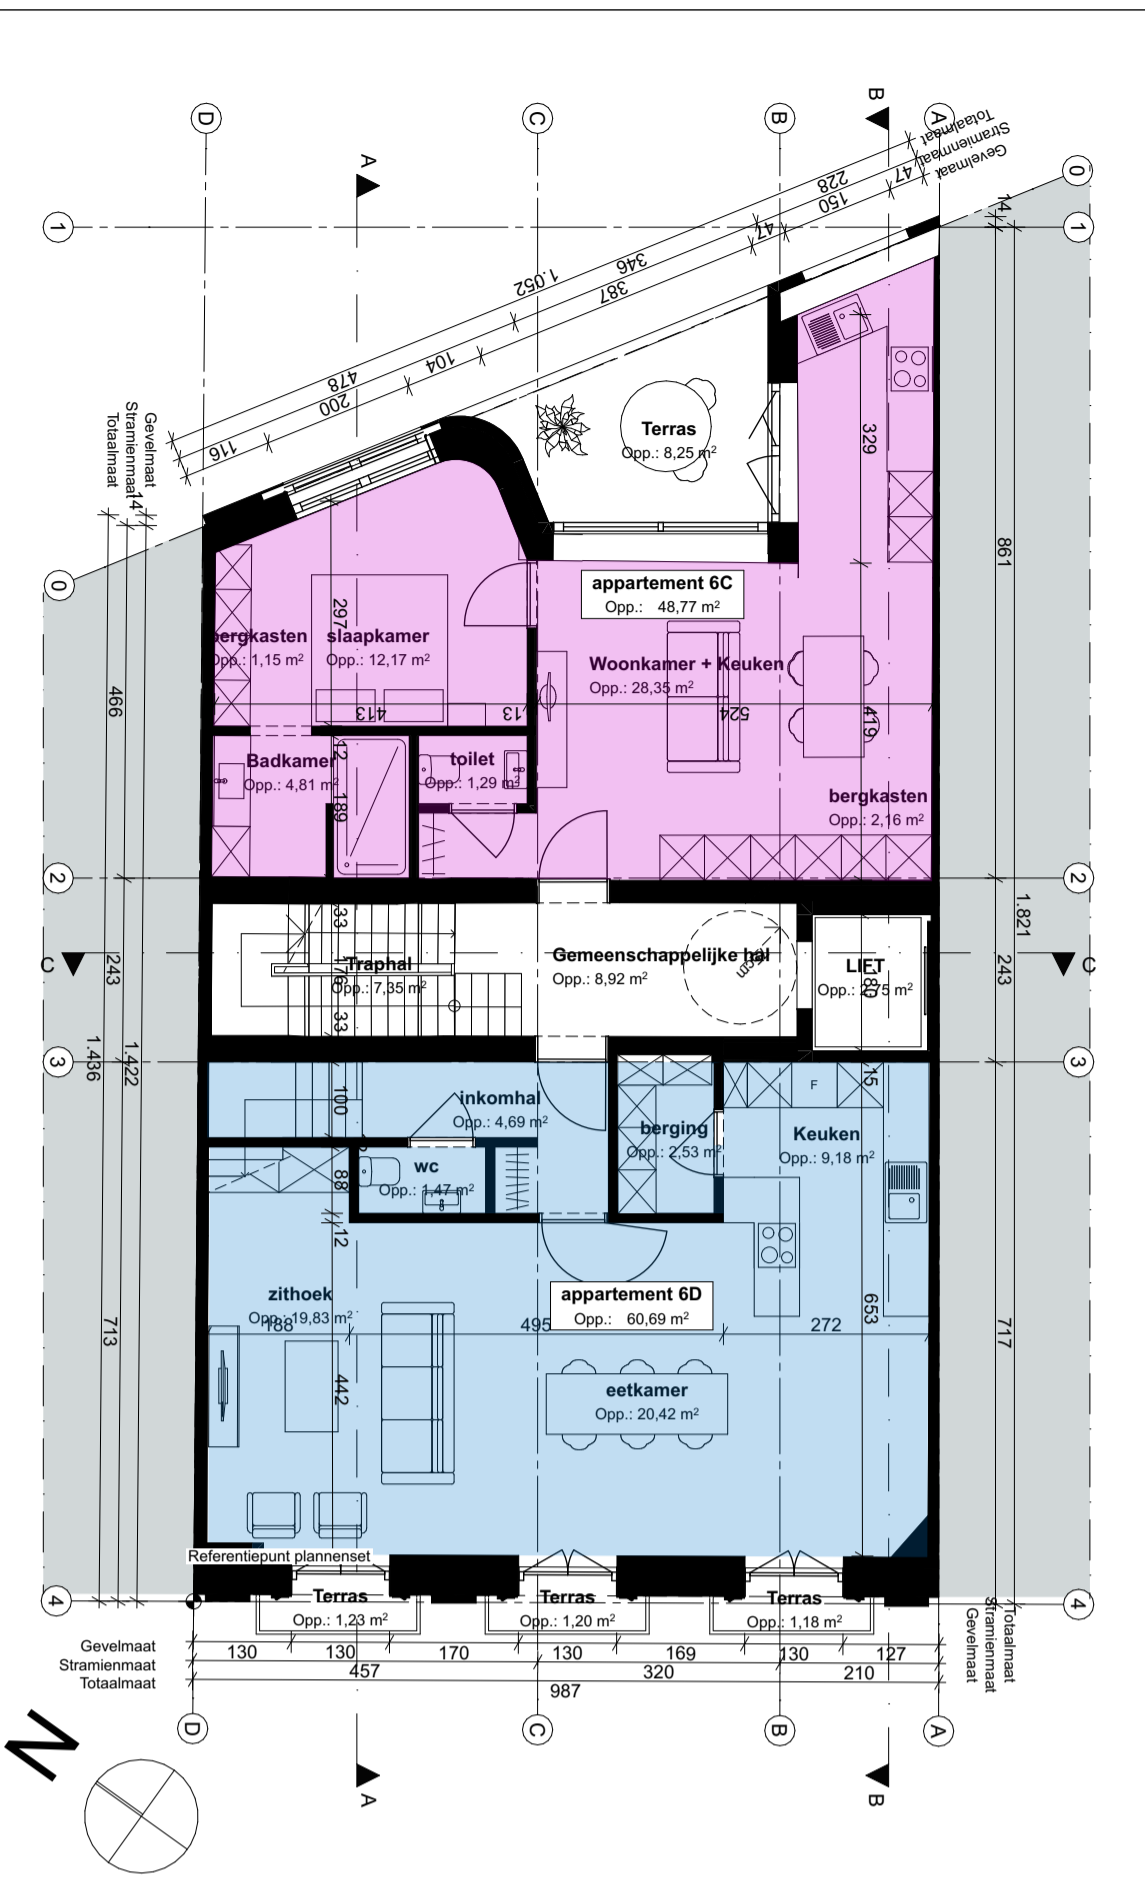 D
C
B
A
B
A
0
1
1
Totaalmaat
Stramienmaat
Gevelmaat
228
47
150
47
14
346
387
1.052
104
478
200
116
Gevelmaat
Stramienmaat
Totaalmaat
14
0
Terras
Opp.: 8,25 m²
329
861
appartement 6C
Opp.: 48,77 m²
297
bergkasten
Opp.: 1,15 m²
slaapkamer
Opp.: 12,17 m²
Woonkamer + Keuken
Opp.: 28,35 m²
466
413
13
524
419
12
Badkamer
Opp.: 4,81 m²
toilet
Opp.: 1,29 m²
189
bergkasten
Opp.: 2,16 m²
2
2
1.821
33
C
243
Traphal
Opp.: 7,35 m²
176
33
Gemeenschappelijke hal
Opp.: 8,92 m²
LIFT
Opp.: 2,75 m²
180
243
C
1.436
1.422
3
3
15
100
inkomhal
Opp.: 4,69 m²
F
berging
Opp.: 2,53 m²
Keuken
Opp.: 9,18 m²
88
wc
Opp.: 1,47 m²
12
zithoek
Opp.: 19,83 m²
appartement 6D
Opp.: 60,69 m²
653
713
188
495
272
717
442
eetkamer
Opp.: 20,42 m²
Referentiepunt plannenset
4
4
Terras
Opp.: 1,23 m²
Terras
Opp.: 1,20 m²
Terras
Opp.: 1,18 m²
Totaalmaat
Stramienmaat
Gevelmaat
Gevelmaat
130
130
170
130
169
130
127
Stramienmaat
457
320
210
Totaalmaat
987
D
C
B
A
N
A
B